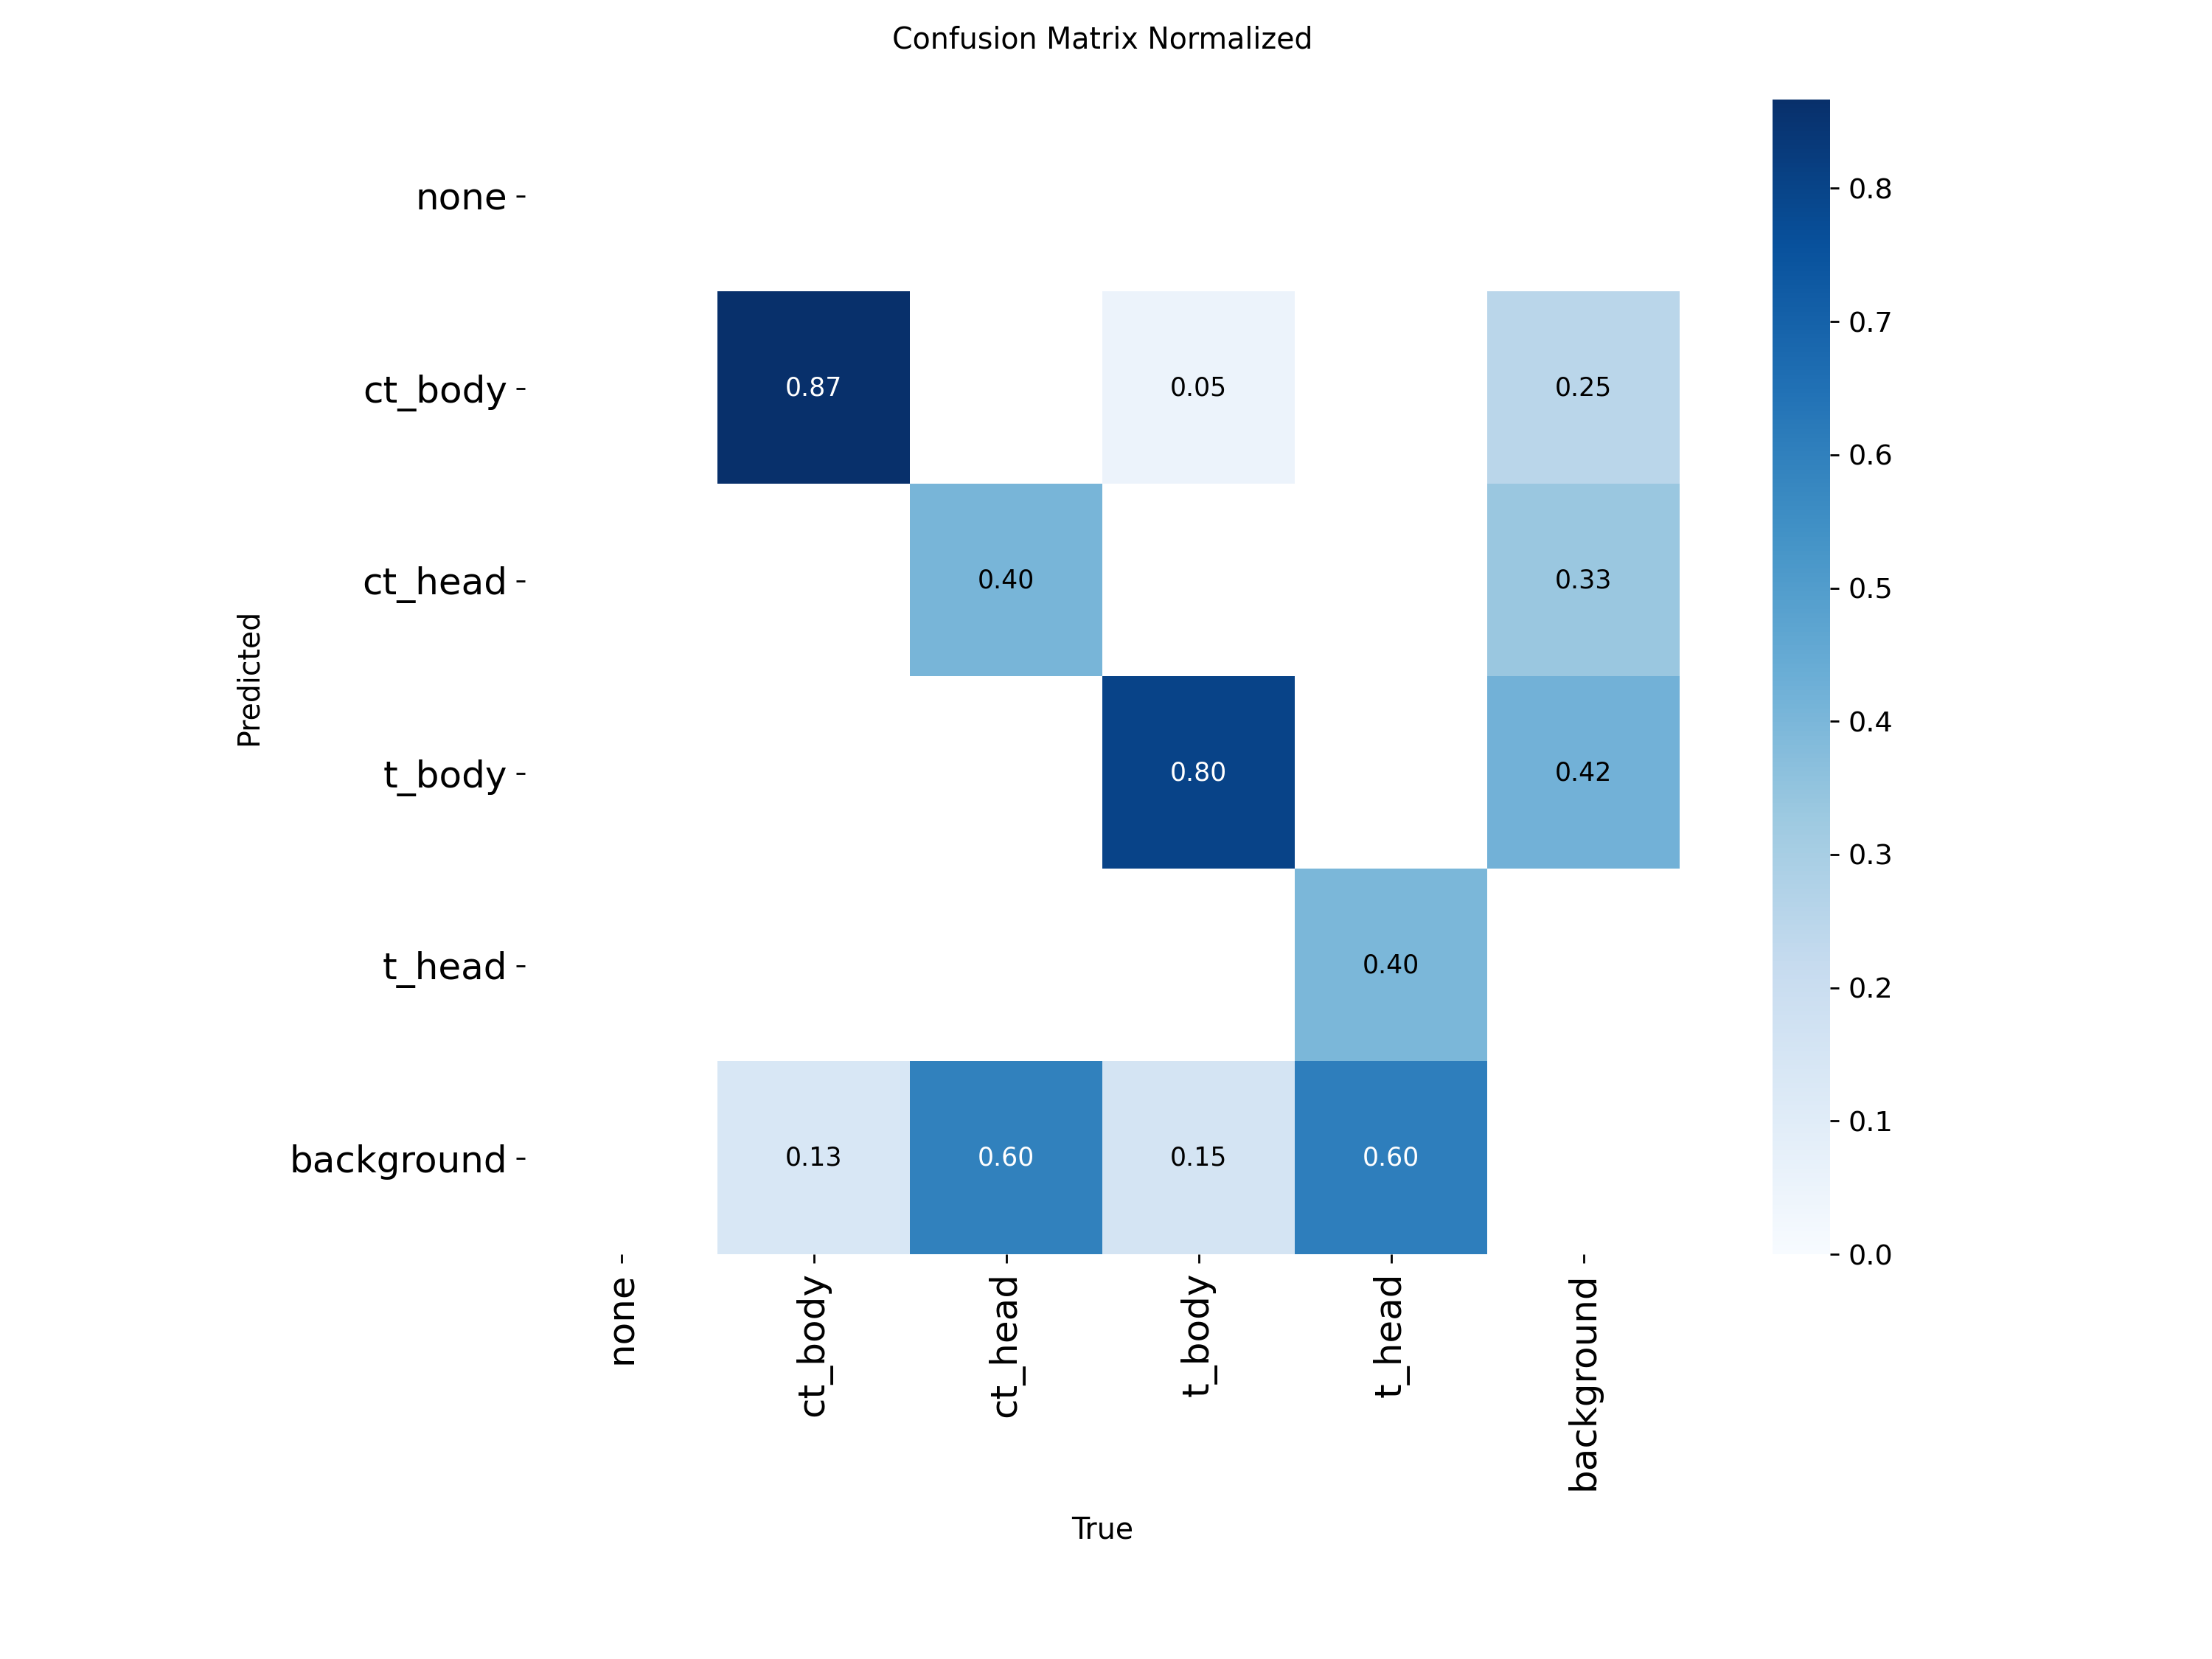 Confusion Matrix Normalized
none
ct_body
ct_head
t_body
t_head
background
Predicted
0.87
0.05
0.25
0.40
0.33
0.80
0.42
0.40
0.13
0.60
0.15
0.60
none
ct_body
ct_head
t_body
t_head
background
True
0.8
0.7
0.6
0.5
0.4
0.3
0.2
0.1
0.0